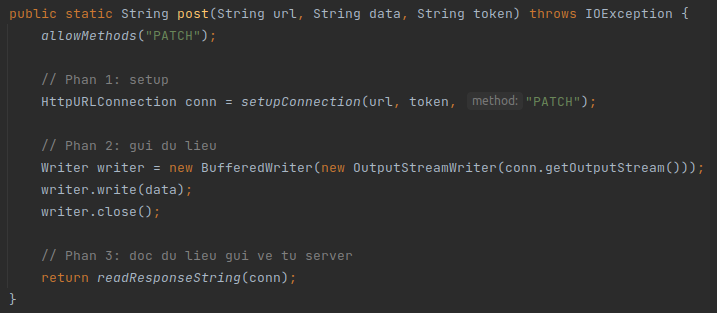 public static String post(String url, String data, String token) throws IOException {
    allowMethods("PATCH");
    // Phan 1: setup
    HttpURLConnection conn = setupConnection(url, token, method: "PATCH");
    // Phan 2: gui du lieu
    Writer writer = new BufferedWriter(new OutputStreamWriter(conn.getOutputStream()));
    writer.write(data);
    writer.close();
    // Phan 3: doc du lieu gui ve tu server
    return readResponseString(conn);
}